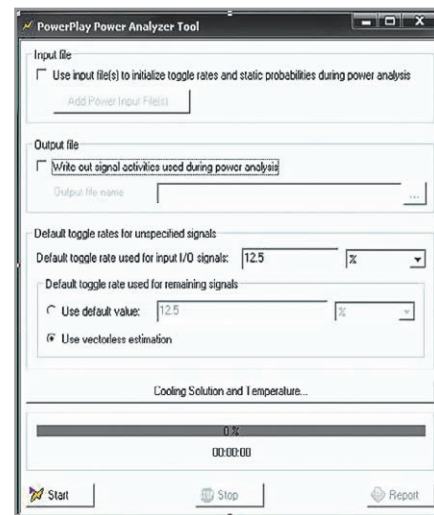 PowerPlay Power Analyzer Tool
Input file
Use input file(s) to initialize toggle rates and static probabilities during power analysis
Add Power Input File(s)
Output file
Write out signal activities used during power analysis
Output file name
...
Default toggle rates for unspecified signals
Default toggle rate used for input I/O signals: 12.5 %
Default toggle rate used for remaining signals
Use default value: 12.5 %
Use vectorless estimation
Cooling Solution and Temperature...
0 %
00:00:00
Start Stop Report